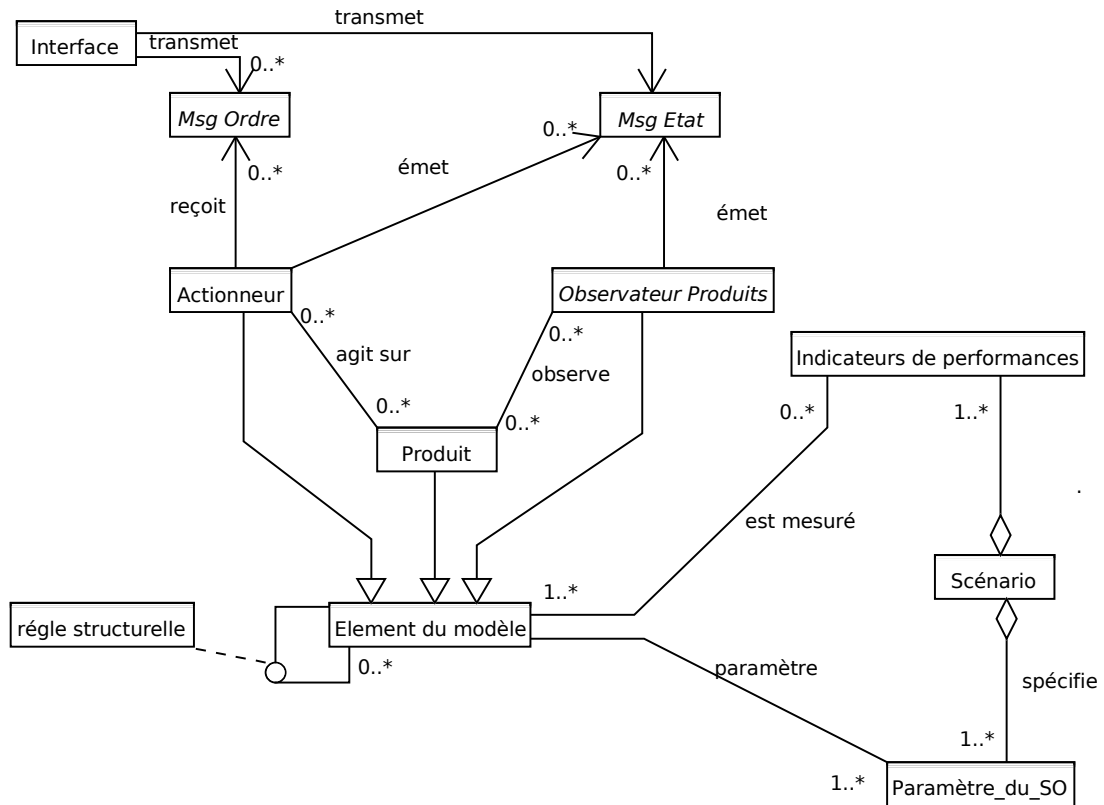 transmet
Interface
transmet
0..*
Msg Ordre
Msg Etat
0..*
0..*
0..*
émet
reçoit
émet
Actionneur
Observateur Produits
0..*
0..*
agit sur
observe
Indicateurs de performances
0..*
0..*
0..*
1..*
Produit
.
est mesuré
Scénario
1..*
régle structurelle
Element du modèle
0..*
paramètre
spécifie
1..*
1..*
Paramètre_du_SO